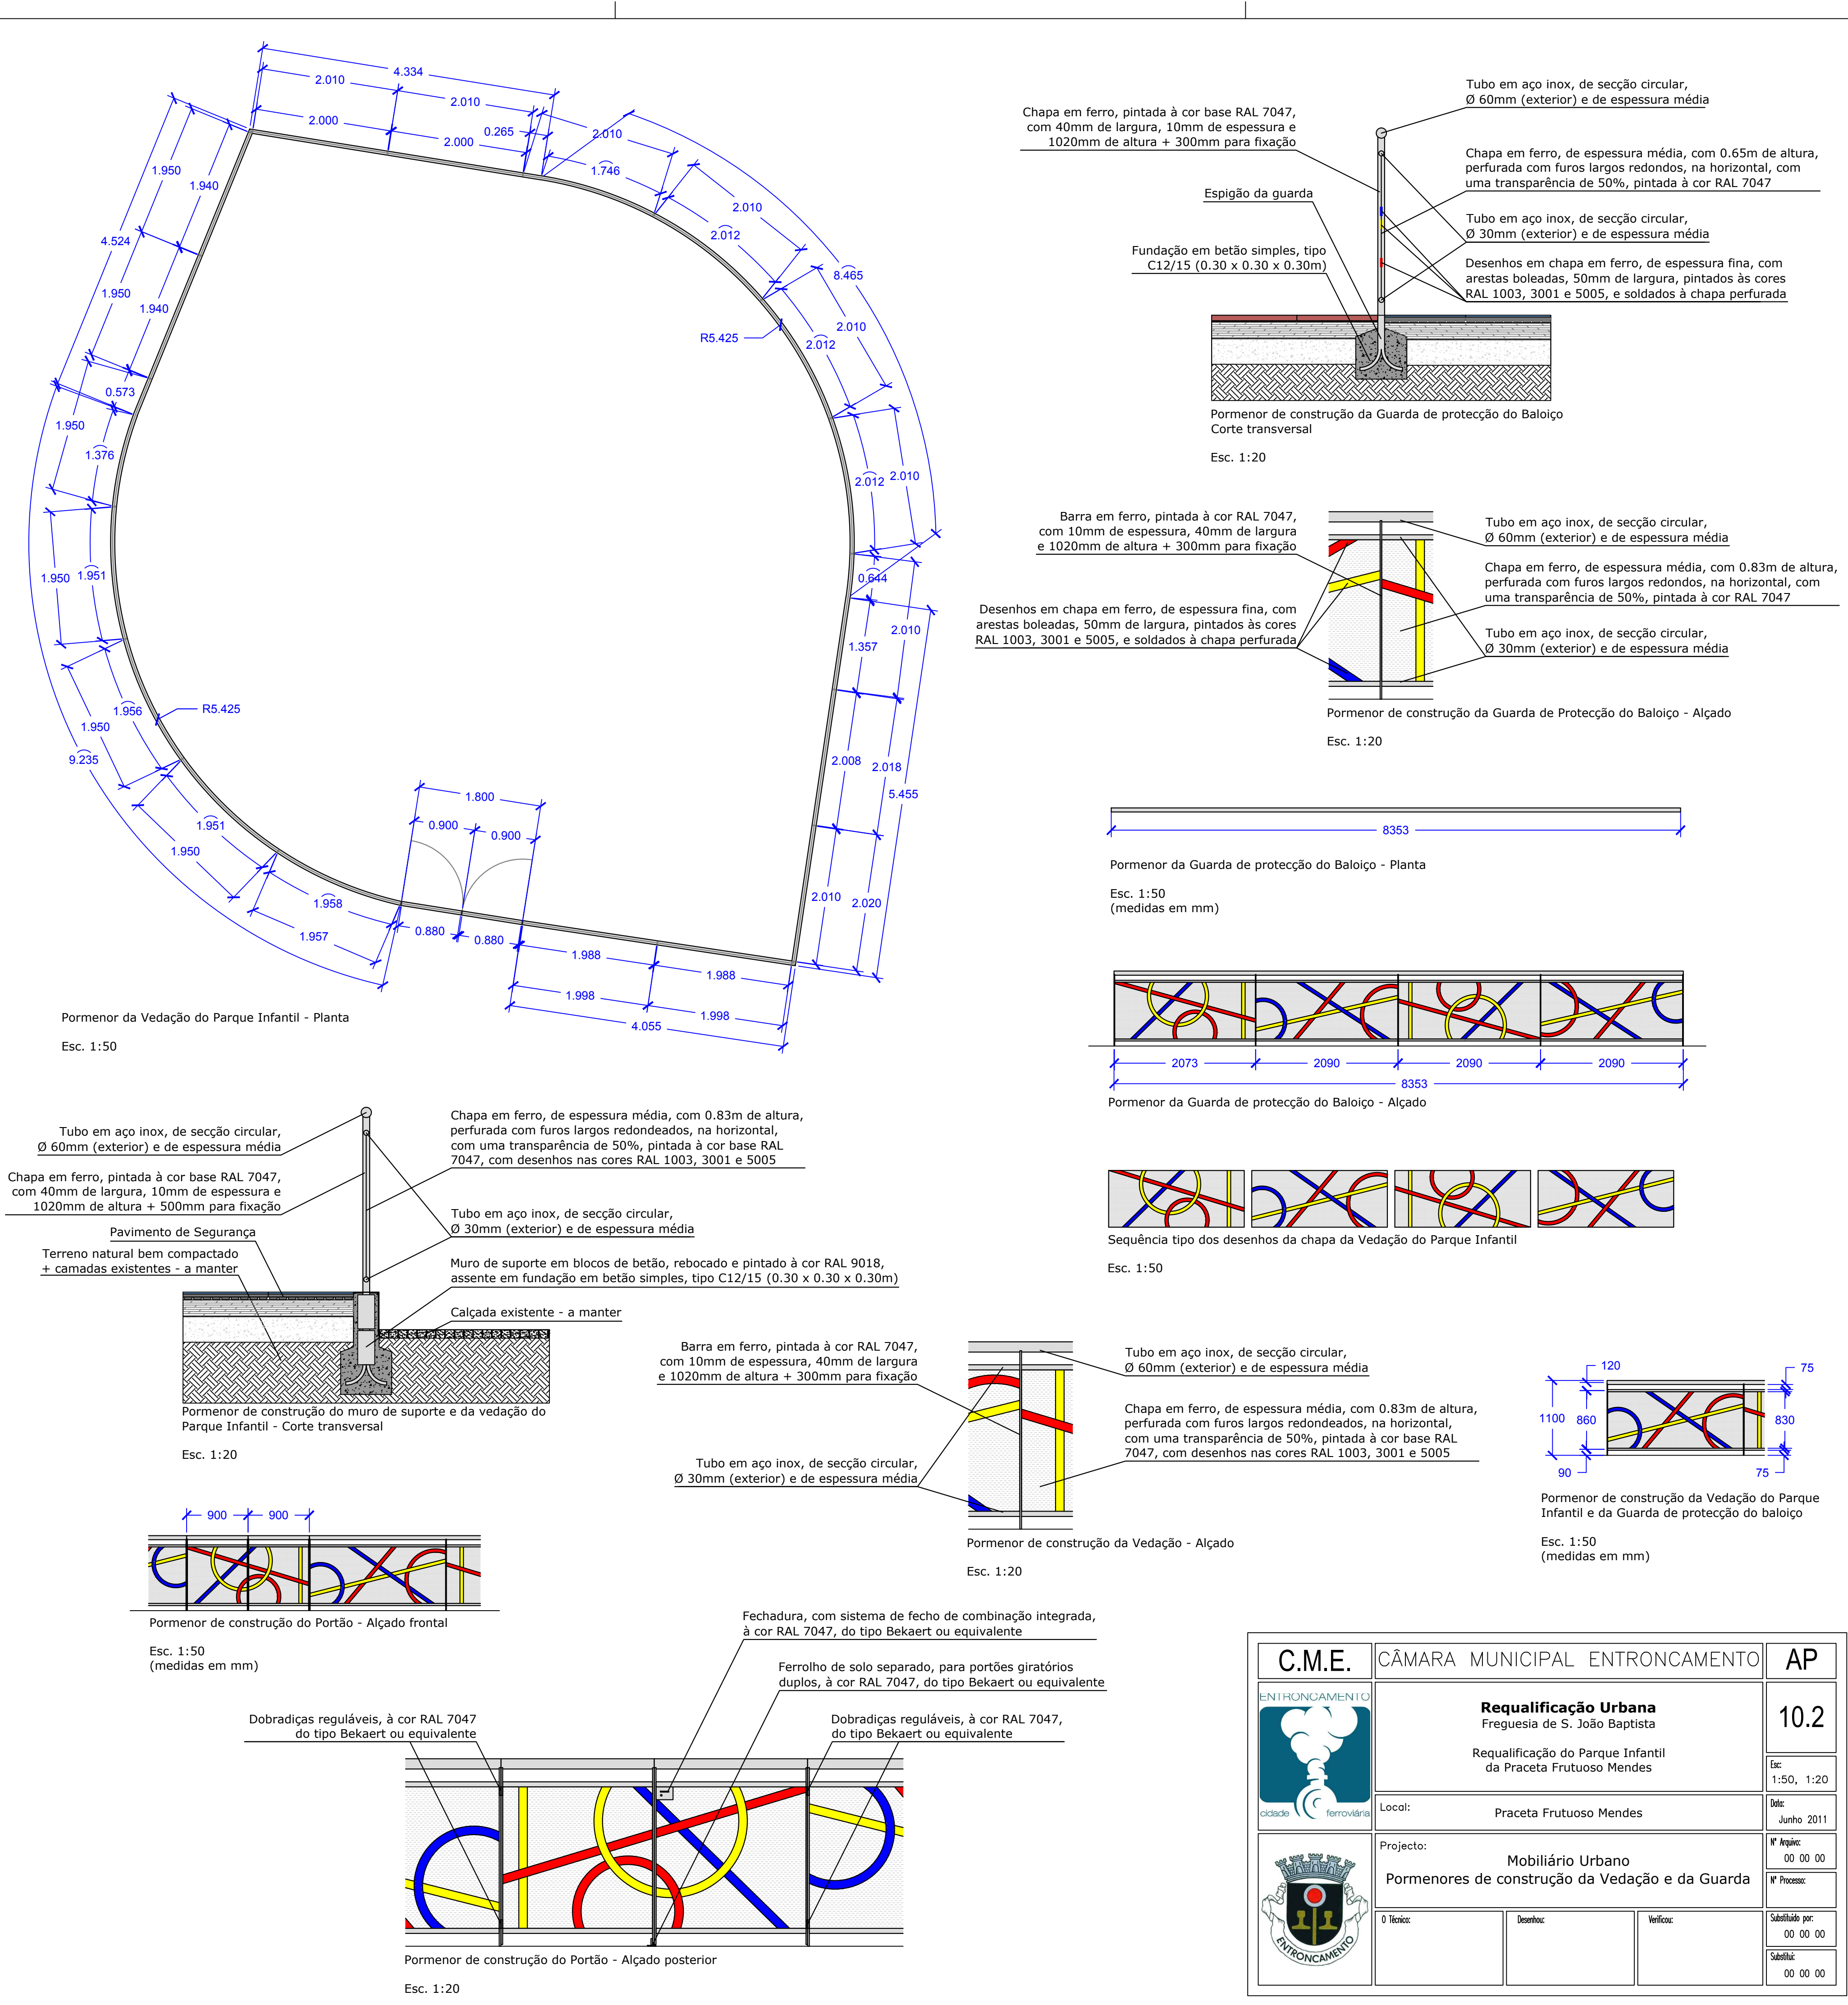 4.334
2.010
2.010
2.000
2.000
0.265
2.010
1.746
2.010
2.012
8.465
2.010
2.012
R5.425
2.010
2.012
0.644
2.010
1.357
2.008
2.018
5.455
2.010
2.020
1.950
1.940
4.524
1.950
1.940
0.573
1.950
1.376
1.950
1.951
1.956
1.950
R5.425
9.235
1.951
1.950
1.958
1.957
1.800
0.900
0.900
0.880
0.880
1.988
1.988
1.998
1.998
4.055
Pormenor da Vedação do Parque Infantil - Planta
Esc. 1:50
Chapa em ferro, pintada à cor base RAL 7047,
com 40mm de largura, 10mm de espessura e
1020mm de altura + 300mm para fixação
Espigão da guarda
Fundação em betão simples, tipo
C12/15 (0.30 x 0.30 x 0.30m)
Tubo em aço inox, de secção circular,
Ø 60mm (exterior) e de espessura média
Chapa em ferro, de espessura média, com 0.65m de altura,
perfurada com furos largos redondos, na horizontal, com
uma transparência de 50%, pintada à cor RAL 7047
Tubo em aço inox, de secção circular,
Ø 30mm (exterior) e de espessura média
Desenhos em chapa em ferro, de espessura fina, com
arestas boleadas, 50mm de largura, pintados às cores
RAL 1003, 3001 e 5005, e soldados à chapa perfurada
Pormenor de construção da Guarda de protecção do Baloiço
Corte transversal
Esc. 1:20
Barra em ferro, pintada à cor RAL 7047,
com 10mm de espessura, 40mm de largura
e 1020mm de altura + 300mm para fixação
Desenhos em chapa em ferro, de espessura fina, com
arestas boleadas, 50mm de largura, pintados às cores
RAL 1003, 3001 e 5005, e soldados à chapa perfurada
Tubo em aço inox, de secção circular,
Ø 60mm (exterior) e de espessura média
Chapa em ferro, de espessura média, com 0.83m de altura,
perfurada com furos largos redondos, na horizontal, com
uma transparência de 50%, pintada à cor RAL 7047
Tubo em aço inox, de secção circular,
Ø 30mm (exterior) e de espessura média
Pormenor de construção da Guarda de Protecção do Baloiço - Alçado
Esc. 1:20
8353
Pormenor da Guarda de protecção do Baloiço - Planta
Esc. 1:50
(medidas em mm)
2073
2090
2090
2090
8353
Pormenor da Guarda de protecção do Baloiço - Alçado
Sequência tipo dos desenhos da chapa da Vedação do Parque Infantil
Esc. 1:50
Tubo em aço inox, de secção circular,
Ø 60mm (exterior) e de espessura média
Chapa em ferro, pintada à cor base RAL 7047,
com 40mm de largura, 10mm de espessura e
1020mm de altura + 500mm para fixação
Pavimento de Segurança
Terreno natural bem compactado
+ camadas existentes - a manter
Chapa em ferro, de espessura média, com 0.83m de altura,
perfurada com furos largos redondeados, na horizontal,
com uma transparência de 50%, pintada à cor base RAL
7047, com desenhos nas cores RAL 1003, 3001 e 5005
Tubo em aço inox, de secção circular,
Ø 30mm (exterior) e de espessura média
Muro de suporte em blocos de betão, rebocado e pintado à cor RAL 9018,
assente em fundação em betão simples, tipo C12/15 (0.30 x 0.30 x 0.30m)
Calçada existente - a manter
Pormenor de construção do muro de suporte e da vedação do
Parque Infantil - Corte transversal
Esc. 1:20
Barra em ferro, pintada à cor RAL 7047,
com 10mm de espessura, 40mm de largura
e 1020mm de altura + 300mm para fixação
Tubo em aço inox, de secção circular,
Ø 30mm (exterior) e de espessura média
Tubo em aço inox, de secção circular,
Ø 60mm (exterior) e de espessura média
Chapa em ferro, de espessura média, com 0.83m de altura,
perfurada com furos largos redondeados, na horizontal,
com uma transparência de 50%, pintada à cor base RAL
7047, com desenhos nas cores RAL 1003, 3001 e 5005
Pormenor de construção da Vedação - Alçado
Esc. 1:20
120
75
1100
860
830
90
75
Pormenor de construção da Vedação do Parque
Infantil e da Guarda de protecção do baloiço
Esc. 1:50
(medidas em mm)
900
900
Pormenor de construção do Portão - Alçado frontal
Esc. 1:50
(medidas em mm)
Fechadura, com sistema de fecho de combinação integrada,
à cor RAL 7047, do tipo Bekaert ou equivalente
Ferrolho de solo separado, para portões giratórios
duplos, à cor RAL 7047, do tipo Bekaert ou equivalente
Dobradiças reguláveis, à cor RAL 7047
do tipo Bekaert ou equivalente
Dobradiças reguláveis, à cor RAL 7047,
do tipo Bekaert ou equivalente
Pormenor de construção do Portão - Alçado posterior
Esc. 1:20
C.M.E.
CÂMARA MUNICIPAL ENTRONCAMENTO
AP
ENTRONCAMENTO
cidade ferroviária
Requalificação Urbana
Freguesia de S. João Baptista
Requalificação do Parque Infantil
da Praceta Frutuoso Mendes
10.2
Esc:
1:50, 1:20
Local:
Praceta Frutuoso Mendes
Data:
Junho 2011
Projecto:
Mobiliário Urbano
Pormenores de construção da Vedação e da Guarda
Nº Arquivo:
00 00 00
Nº Processo:
ENTRONCAMENTO
O Técnico:
Desenhou:
Verificou:
Substituído por:
00 00 00
Substitui:
00 00 00